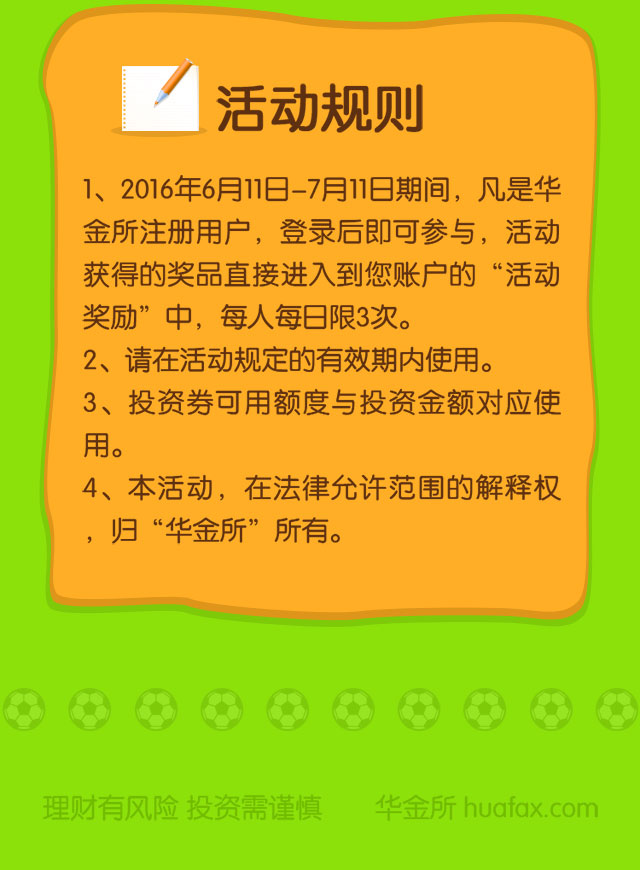 活动规则
1、2016年6月11日-7月11日期间，凡是华
金所注册用户，登录后即可参与，活动
获得的奖品直接进入到您账户的“活动
奖励”中，每人每日限3次。
2、请在活动规定的有效期内使用。
3、投资券可用额度与投资金额对应使
用。
4、本活动，在法律允许范围的解释权
，归“华金所”所有。
理财有风险 投资需谨慎 华金所 huafax.com